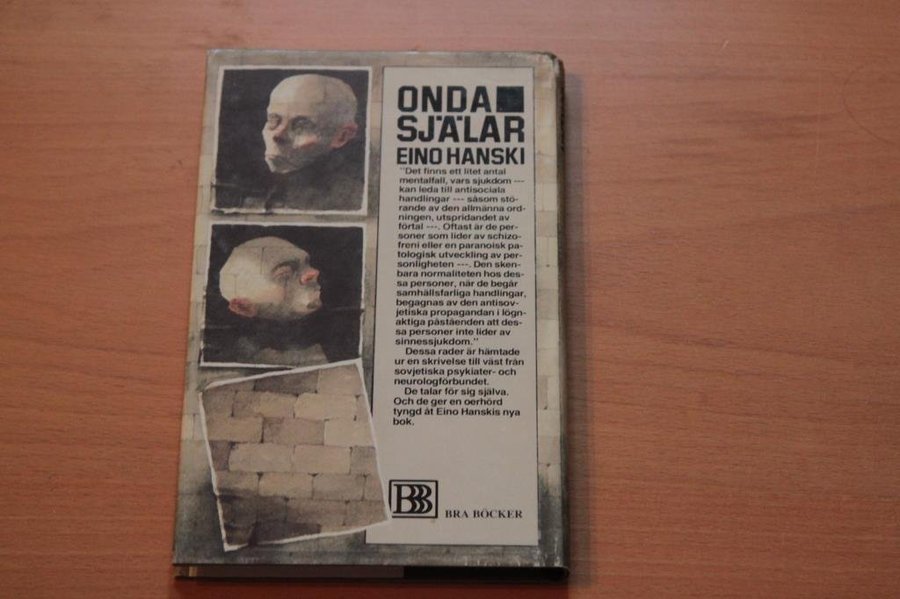 ONDA
SJÄLAR
EINO HANSKI
"Det finns ett litet antal
mentalfall, vars sjukdom ---
kan leda till antisociala
handlingar --- såsom stö-
rande av den allmänna ord-
ningen, utspridandet av
förtal ---. Oftast är de per-
soner som lider av schizo-
freni eller en paranoisk pa-
tologisk utveckling av per-
sonligheten ---. Den sken-
bara normaliteten hos des-
sa personer, när de begår
samhällsfarliga handlingar,
begagnas av den antisov-
jetiska propagandan i lögn-
aktiga påståenden att des-
sa personer inte lider av
sinnessjukdom."
Dessa rader är hämtade
ur en skrivelse till väst från
sovjetiska psykiater- och
neurologförbundet.
De talar för sig själva.
Och de ger en oerhörd
tyngd åt Eino Hanskis nya
bok.
BBB BRA BÖCKER